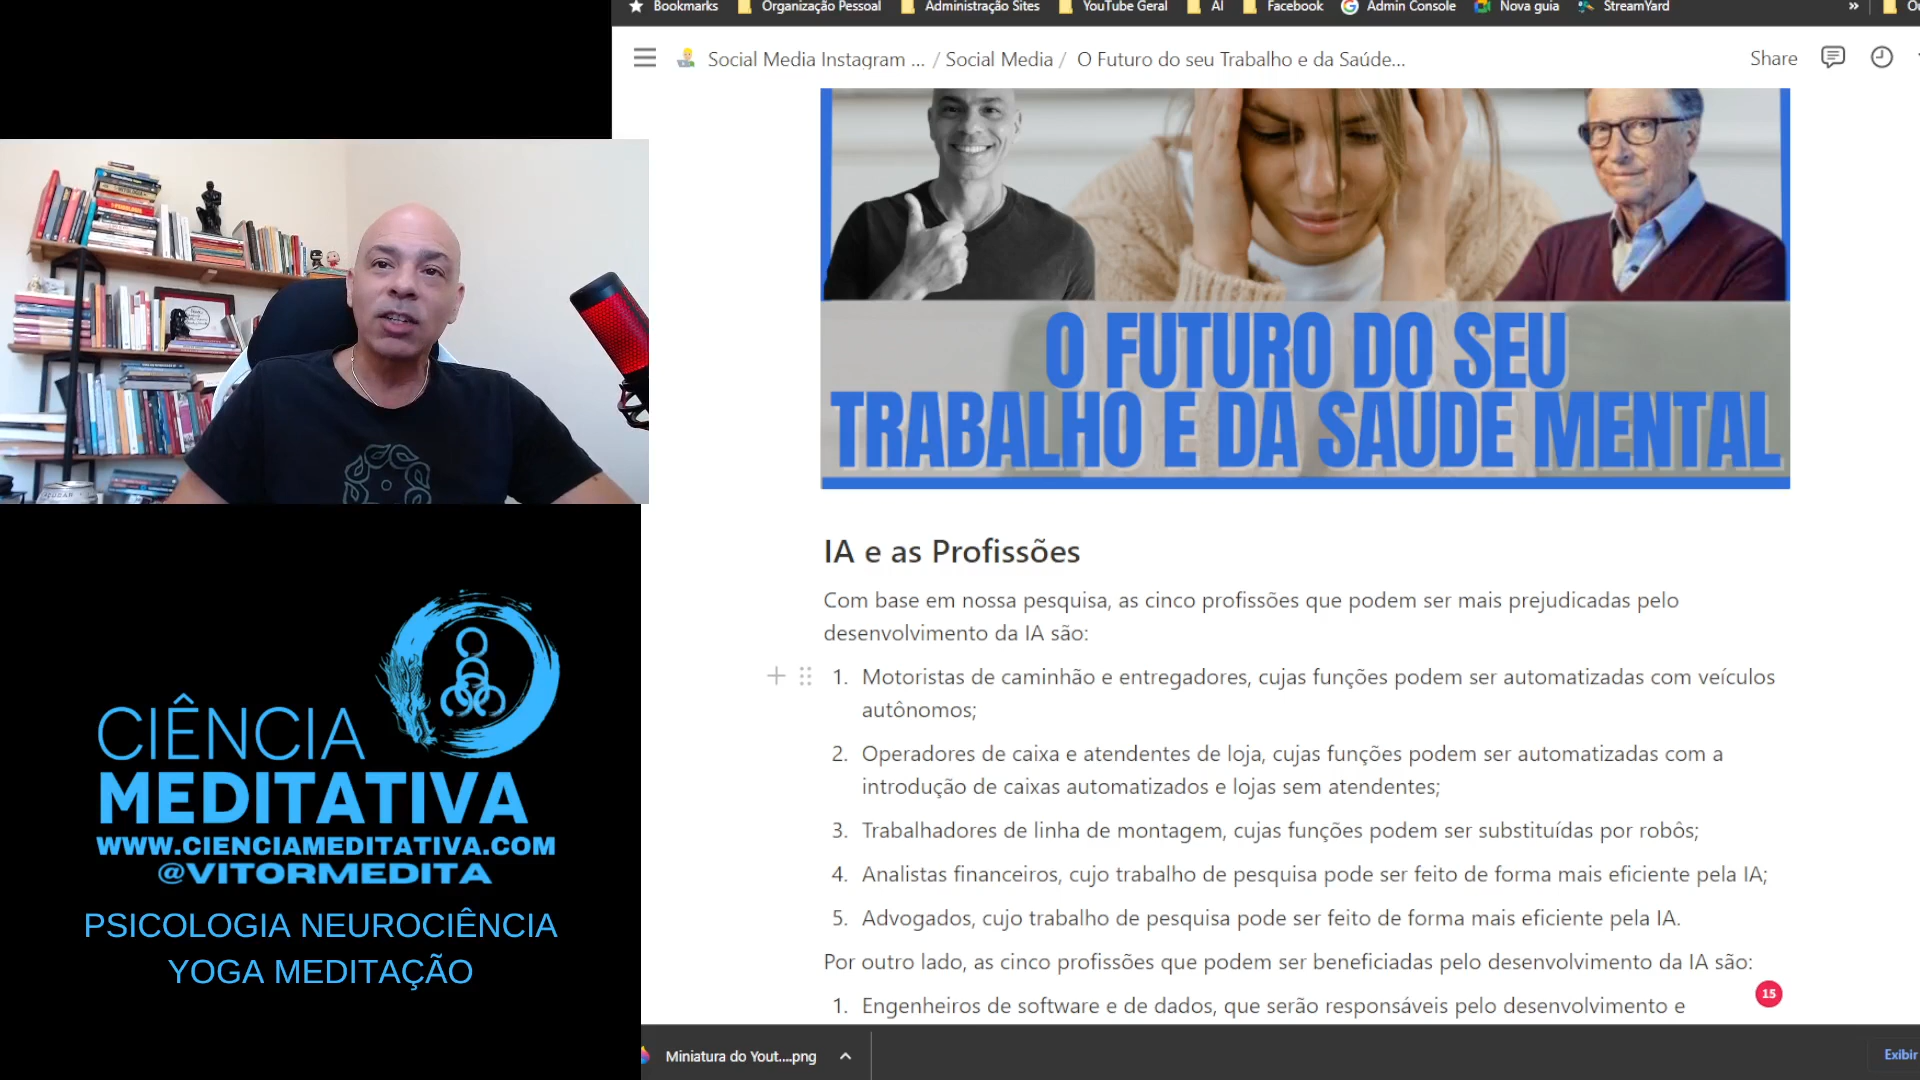 Bookmarks
Organização Pessoal
Administração Sites
YouTube Geral
AI
Facebook
Admin Console
Nova guia
StreamYard
»
Social Media Instagram ... / Social Media / O Futuro do seu Trabalho e da Saúde...
Share
O FUTURO DO SEU
TRABALHO E DA SAÚDE MENTAL
IA e as Profissões
Com base em nossa pesquisa, as cinco profissões que podem ser mais prejudicadas pelo
desenvolvimento da IA são:
1. Motoristas de caminhão e entregadores, cujas funções podem ser automatizadas com veículos
autônomos;
2. Operadores de caixa e atendentes de loja, cujas funções podem ser automatizadas com a
introdução de caixas automatizados e lojas sem atendentes;
3. Trabalhadores de linha de montagem, cujas funções podem ser substituídas por robôs;
4. Analistas financeiros, cujo trabalho de pesquisa pode ser feito de forma mais eficiente pela IA;
5. Advogados, cujo trabalho de pesquisa pode ser feito de forma mais eficiente pela IA.
Por outro lado, as cinco profissões que podem ser beneficiadas pelo desenvolvimento da IA são:
1. Engenheiros de software e de dados, que serão responsáveis pelo desenvolvimento e
15
Miniatura do Yout....png
Exibir
CIÊNCIA
MEDITATIVA
WWW.CIENCIAMEDITATIVA.COM
@VITORMEDITA
PSICOLOGIA NEUROCIÊNCIA
YOGA MEDITAÇÃO